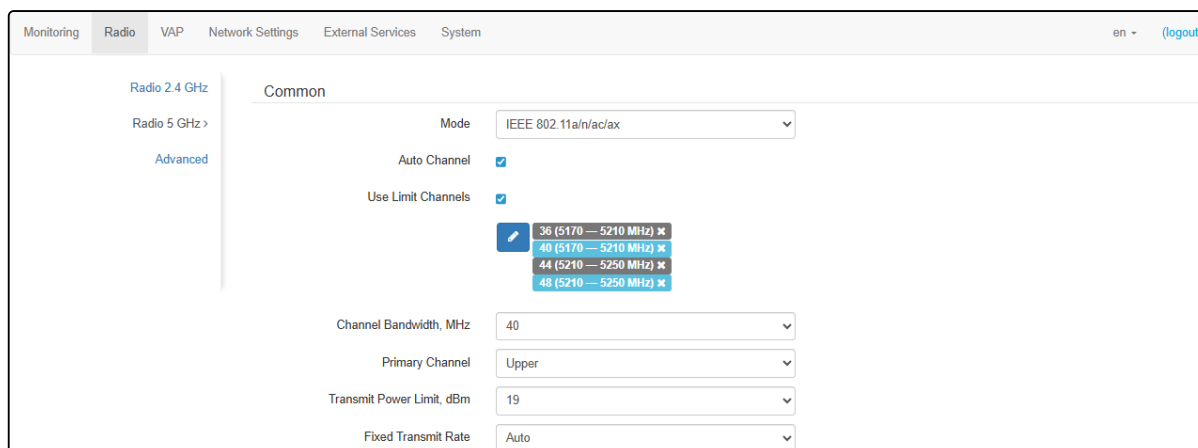 Monitoring Radio VAP Network Settings External Services System en (logout
Radio 2.4 GHz
Common
Radio 5 GHz >
Mode IEEE 802.11a/n/ac/ax
Advanced
Auto Channel
Use Limit Channels
36 (5170 — 5210 MHz) ✖
40 (5170 — 5210 MHz) ✖
44 (5210 — 5250 MHz) ✖
48 (5210 — 5250 MHz) ✖
Channel Bandwidth, MHz 40
Primary Channel Upper
Transmit Power Limit, dBm 19
Fixed Transmit Rate Auto